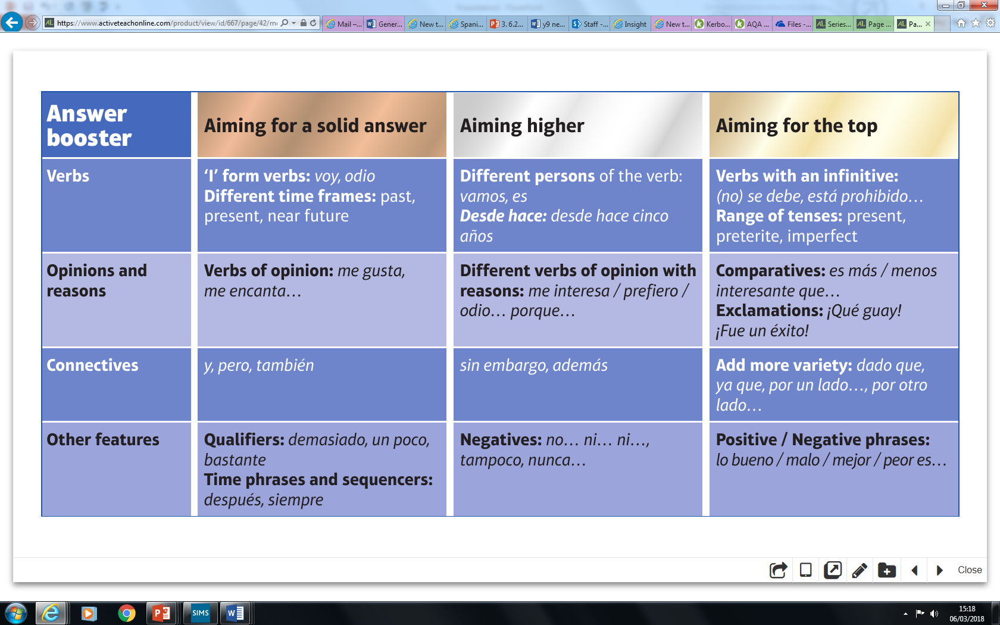 https://www.activeteachonline.com/product/view/id/667/page/42/m
Mail –...
Gener...
New t...
Spani...
3. 6.2...
y9 ne...
Staff -...
Insight
New t...
Kerbo...
AQA ...
Files -...
Series...
Page ...
Pa...
Answer
booster
Aiming for a solid answer
Aiming higher
Aiming for the top
Verbs
‘I’ form verbs: voy, odio
Different time frames: past,
present, near future
Different persons of the verb:
vamos, es
Desde hace: desde hace cinco
años
Verbs with an infinitive:
(no) se debe, está prohibido…
Range of tenses: present,
preterite, imperfect
Opinions and
reasons
Verbs of opinion: me gusta,
me encanta…
Different verbs of opinion with
reasons: me interesa / prefiero /
odio… porque…
Comparatives: es más / menos
interesante que…
Exclamations: ¡Qué guay!
¡Fue un éxito!
Connectives
y, pero, también
sin embargo, además
Add more variety: dado que,
ya que, por un lado…, por otro
lado…
Other features
Qualifiers: demasiado, un poco,
bastante
Time phrases and sequencers:
después, siempre
Negatives: no… ni… ni…,
tampoco, nunca…
Positive / Negative phrases:
lo bueno / malo / mejor / peor es…
Close
SIMS
15:18
06/03/2018